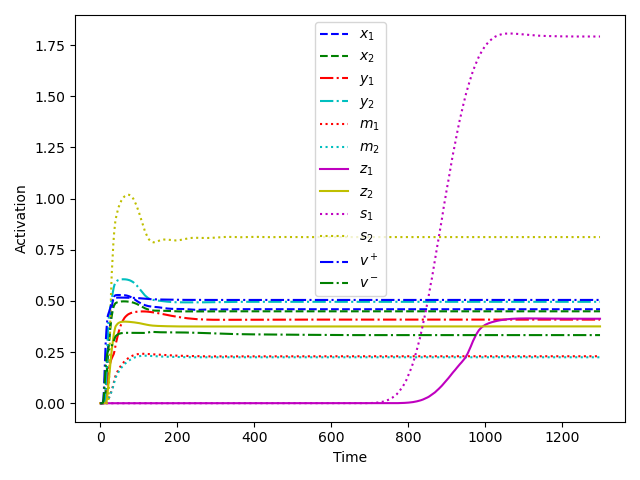 1.75
1.50
1.25
1.00
0.75
0.50
0.25
0.00
Activation
x₁
x₂
y₁
y₂
m₁
m₂
z₁
z₂
s₁
s₂
v⁺
v⁻
0 200 400 600 800 1000 1200
Time